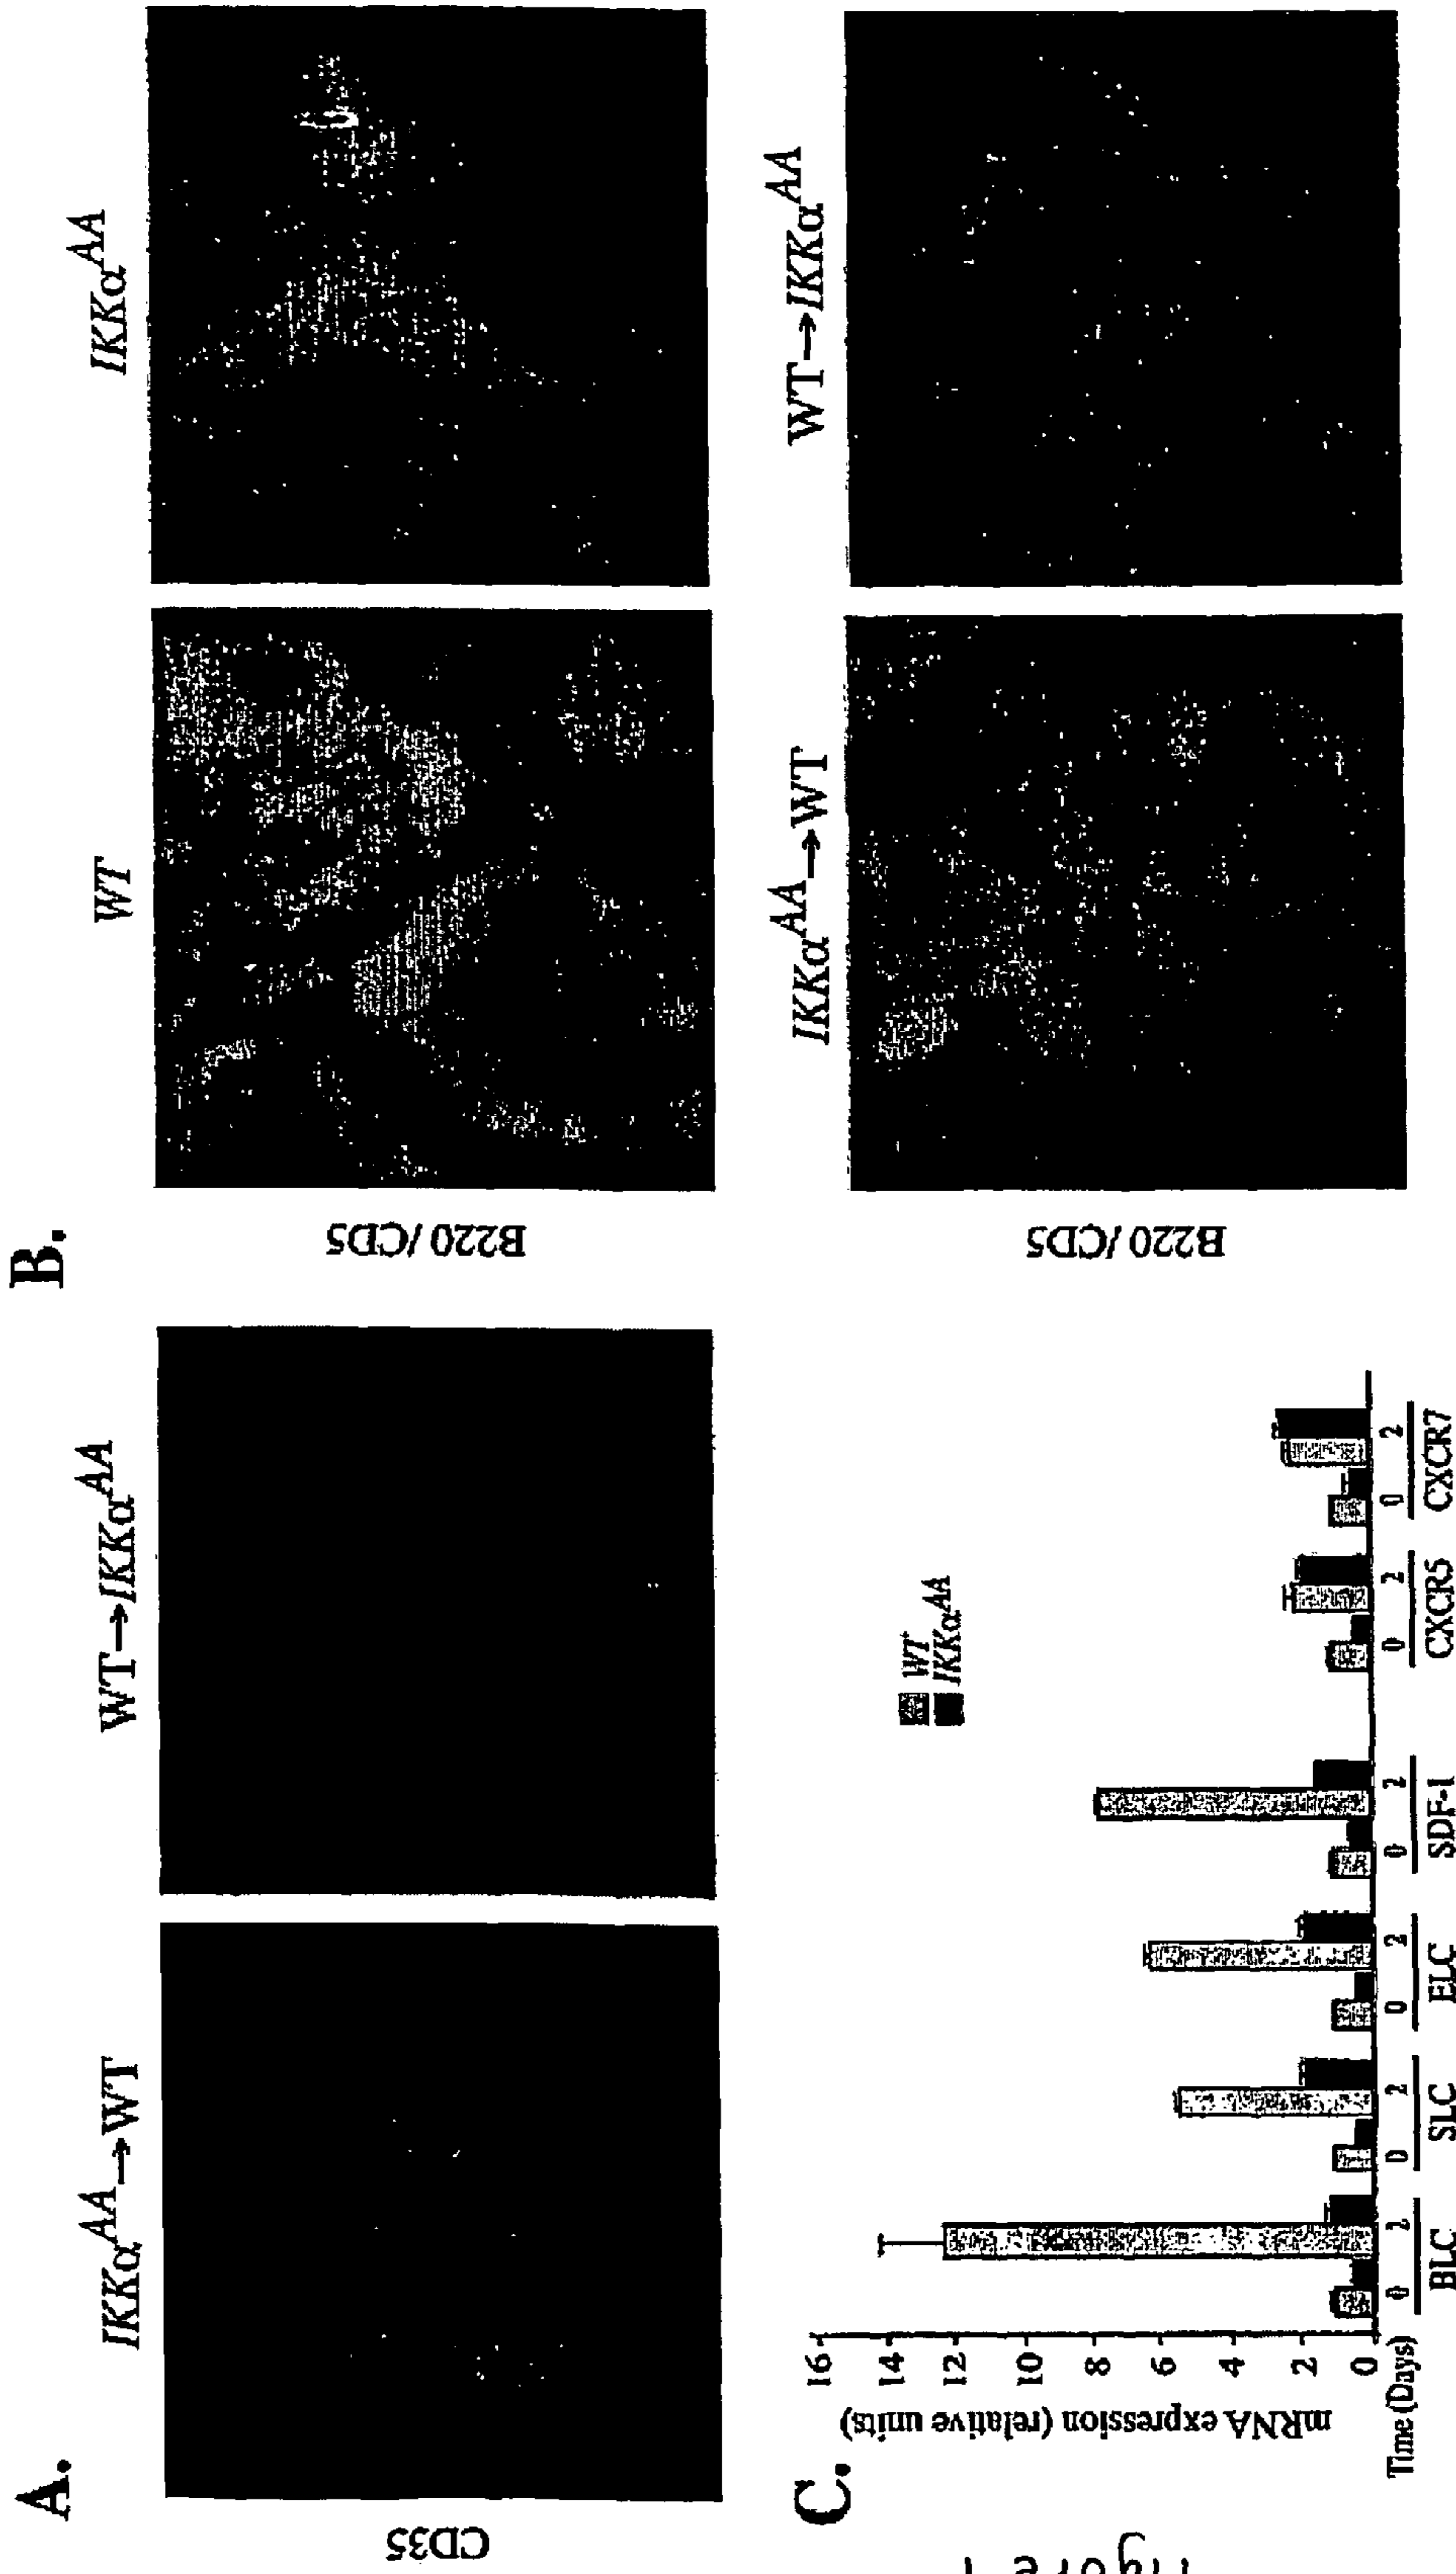 A.
IKKα^AA→WT
WT→IKKα^AA
CD35
B.
WT
IKKα^AA
B220/CD5
IKKα^AA→WT
WT→IKKα^AA
B220/CD5
C.
mRNA expression (relative units)
16
14
12
10
8
6
4
2
0
WT
IKKα^AA
Time (Days)
0 2 0 2 0 2 0 2 0 2 0 2
BLC SLC ELC SDF-1 CXCR5 CXCR7